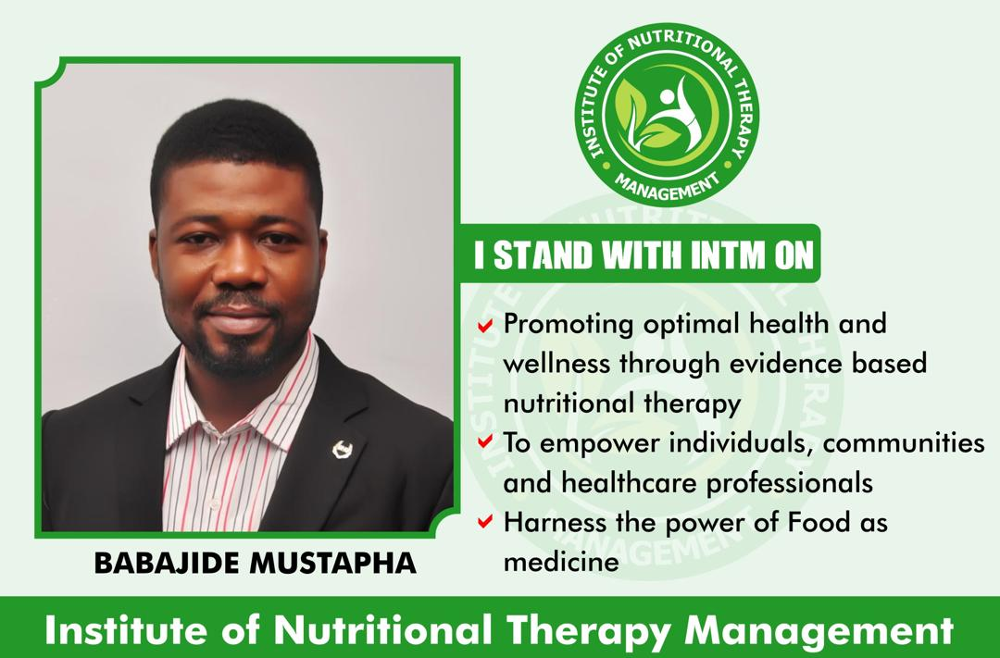 INSTITUTE OF NUTRITIONAL THERAPY
MANAGEMENT
I STAND WITH INTM ON
Promoting optimal health and
wellness through evidence based
nutritional therapy
To empower individuals, communities
and healthcare professionals
Harness the power of Food as
medicine
BABAJIDE MUSTAPHA
Institute of Nutritional Therapy Management